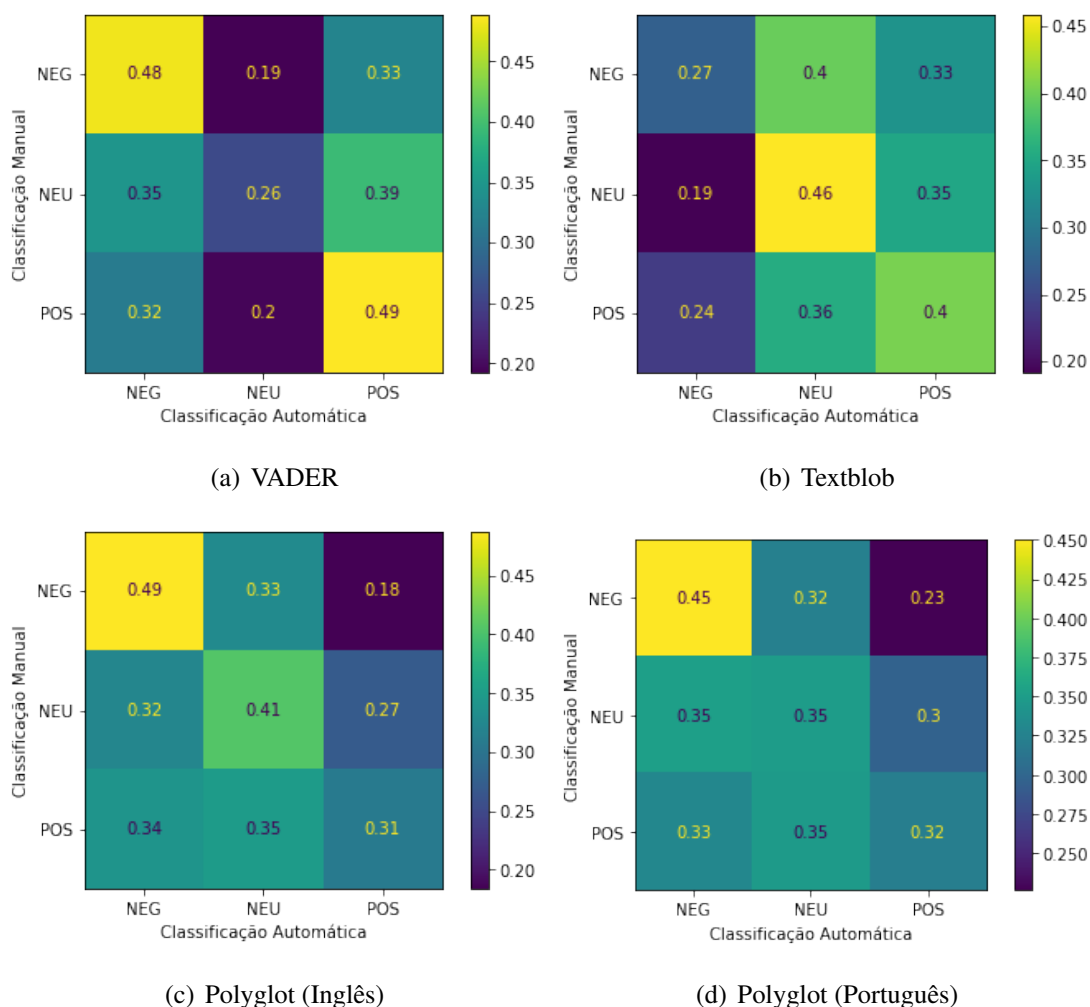 0.45
NEG
0.48
0.19
0.33
0.40
Classificação Manual
0.35
NEU
0.35
0.26
0.39
0.30
0.25
POS
0.32
0.2
0.49
0.20
NEG
NEU
POS
Classificação Automática
(a) VADER
0.45
NEG
0.27
0.4
0.33
0.40
Classificação Manual
0.35
NEU
0.19
0.46
0.35
0.30
0.25
POS
0.24
0.36
0.4
0.20
NEG
NEU
POS
Classificação Automática
(b) Textblob
0.45
NEG
0.49
0.33
0.18
0.40
Classificação Manual
0.35
NEU
0.32
0.41
0.27
0.30
0.25
POS
0.34
0.35
0.31
0.20
NEG
NEU
POS
Classificação Automática
(c) Polyglot (Inglês)
0.450
NEG
0.45
0.32
0.23
0.425
0.400
Classificação Manual
0.375
NEU
0.35
0.35
0.3
0.350
0.325
0.300
POS
0.33
0.35
0.32
0.275
0.250
NEG
NEU
POS
Classificação Automática
(d) Polyglot (Português)